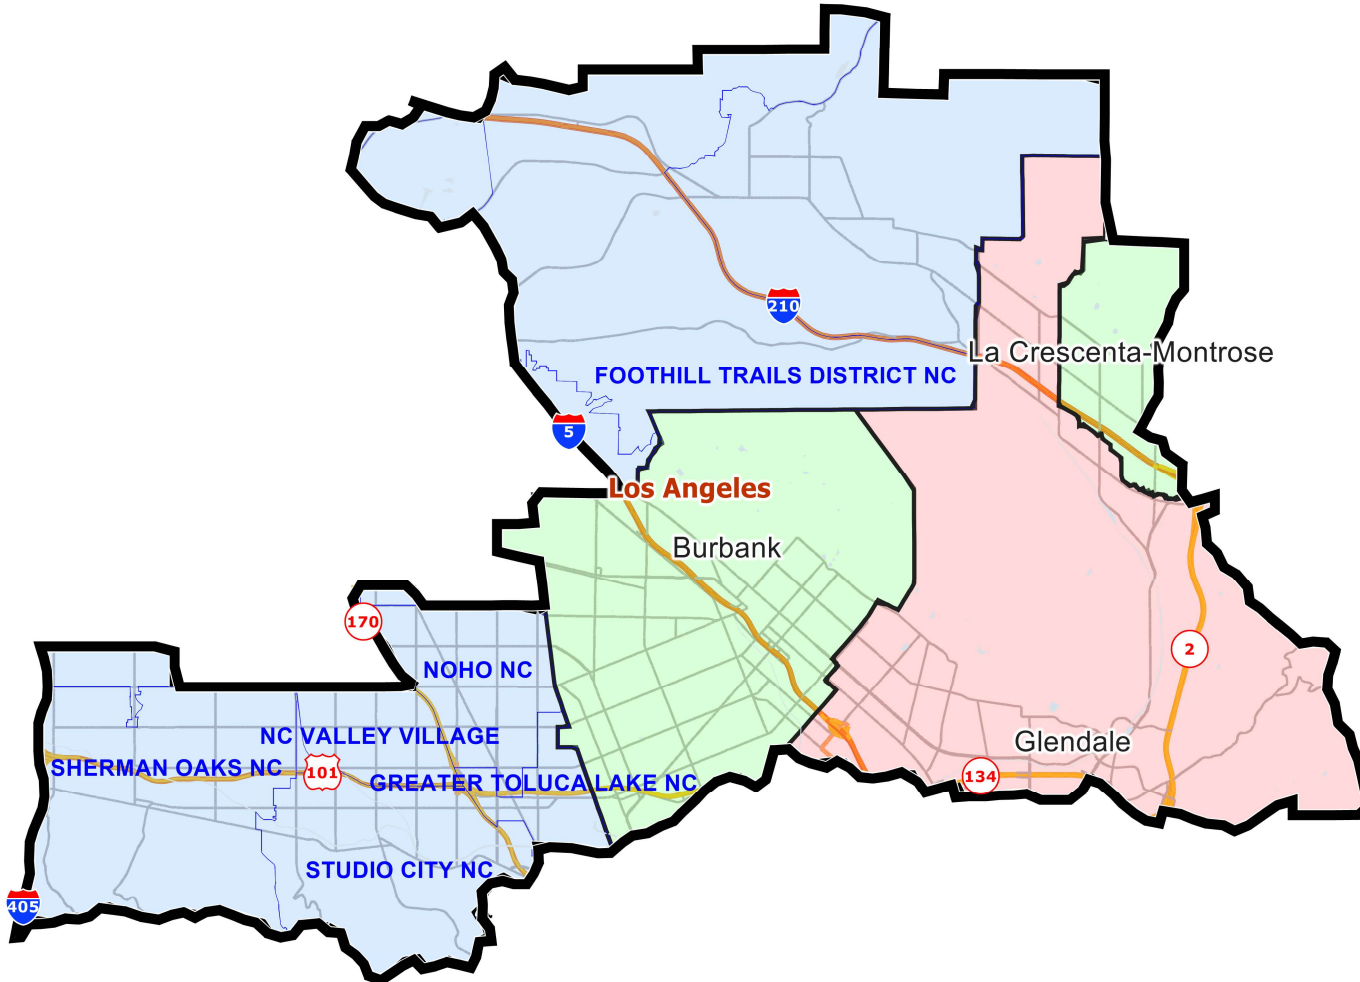 210
La Crescenta-Montrose
FOOTHILL TRAILS DISTRICT NC
5
Los Angeles
Burbank
170
2
NOHO NC
NC VALLEY VILLAGE
Glendale
SHERMAN OAKS NC
101
134
GREATER TOLUCA LAKE NC
STUDIO CITY NC
405